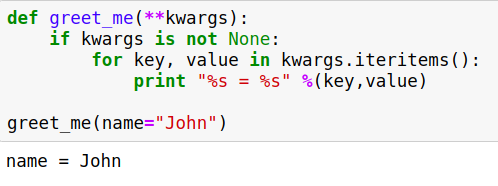 def greet_me(**kwargs):
    if kwargs is not None:
        for key, value in kwargs.iteritems():
            print "%s = %s" %(key,value)

greet_me(name="John")
name = John